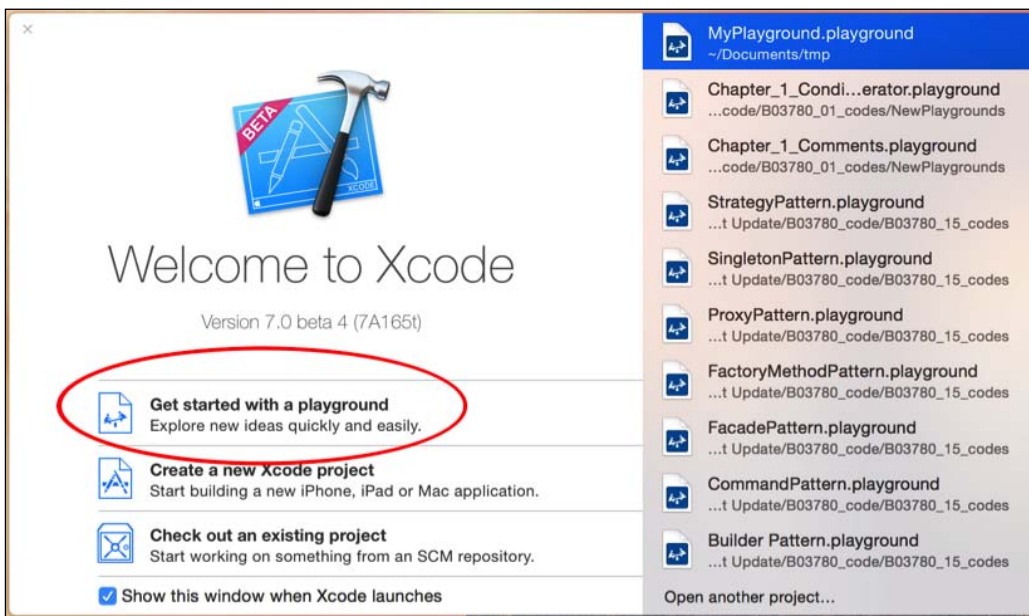 BETA
XCODE
Welcome to Xcode
Version 7.0 beta 4 (7A165t)
Get started with a playground
Explore new ideas quickly and easily.
Create a new Xcode project
Start building a new iPhone, iPad or Mac application.
Check out an existing project
Start working on something from an SCM repository.
Show this window when Xcode launches
MyPlayground.playground
~/Documents/tmp
Chapter_1_Condi...erator.playground
...code/B03780_01_codes/NewPlaygrounds
Chapter_1_Comments.playground
...code/B03780_01_codes/NewPlaygrounds
StrategyPattern.playground
...t Update/B03780_code/B03780_15_codes
SingletonPattern.playground
...t Update/B03780_code/B03780_15_codes
ProxyPattern.playground
...t Update/B03780_code/B03780_15_codes
FactoryMethodPattern.playground
...t Update/B03780_code/B03780_15_codes
FacadePattern.playground
...t Update/B03780_code/B03780_15_codes
CommandPattern.playground
...t Update/B03780_code/B03780_15_codes
Builder Pattern.playground
...t Update/B03780_code/B03780_15_codes
Open another project...